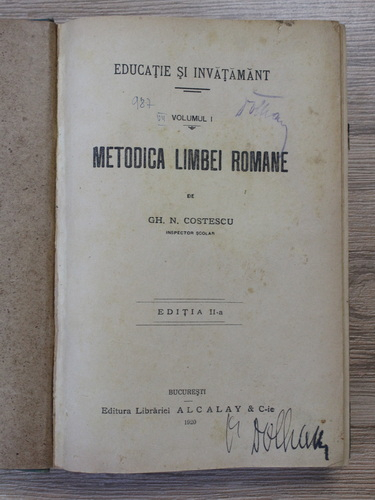 EDUCAȚIE ȘI INVĂȚĂMÂNT
987
VOLUMUL I
METODICA LIMBEI ROMANE
DE
GH. N. COSTESCU
INSPECTOR ȘCOLAR
EDIȚIA II-a
BUCUREȘTI
Editura Librăriei ALCALAY & C-ie